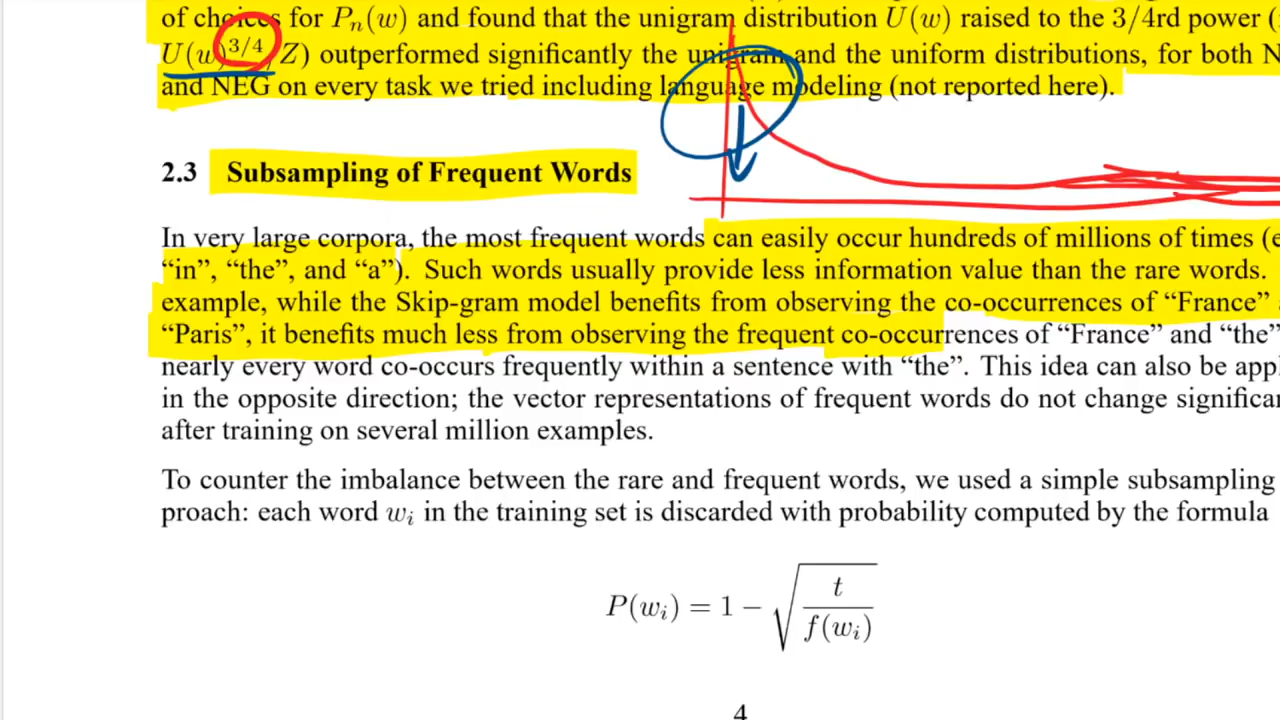 of choices for Pₙ(w) and found that the unigram distribution U(w) raised to the 3/4rd power (
U(w)^{3/4}/Z) outperformed significantly the unigram and the uniform distributions, for both N
and NEG on every task we tried including language modeling (not reported here).
2.3 Subsampling of Frequent Words
In very large corpora, the most frequent words can easily occur hundreds of millions of times (e
“in”, “the”, and “a”). Such words usually provide less information value than the rare words.
example, while the Skip-gram model benefits from observing the co-occurrences of “France”
“Paris”, it benefits much less from observing the frequent co-occurrences of “France” and “the”
nearly every word co-occurs frequently within a sentence with “the”. This idea can also be appl
in the opposite direction; the vector representations of frequent words do not change significan
after training on several million examples.
To counter the imbalance between the rare and frequent words, we used a simple subsampling
proach: each word wᵢ in the training set is discarded with probability computed by the formula
P(wᵢ) = 1 − √(t / f(wᵢ))
4